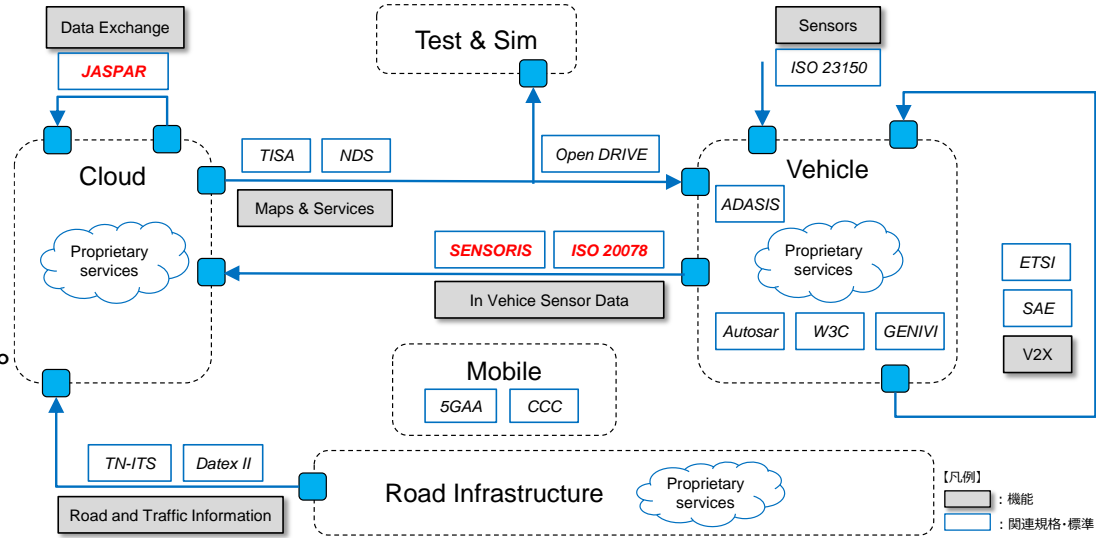 Data Exchange
JASPAR
Test & Sim
Sensors
ISO 23150
Cloud
TISA
NDS
Open DRIVE
Vehicle
Maps & Services
ADASIS
Proprietary
services
SENSORIS
ISO 20078
In Vehice Sensor Data
Proprietary
services
ETSI
SAE
V2X
Autosar
W3C
GENIVI
。
Mobile
5GAA
CCC
TN-ITS
Datex II
Road and Traffic Information
Road Infrastructure
Proprietary
services
【凡例】
：機能
：関連規格・標準